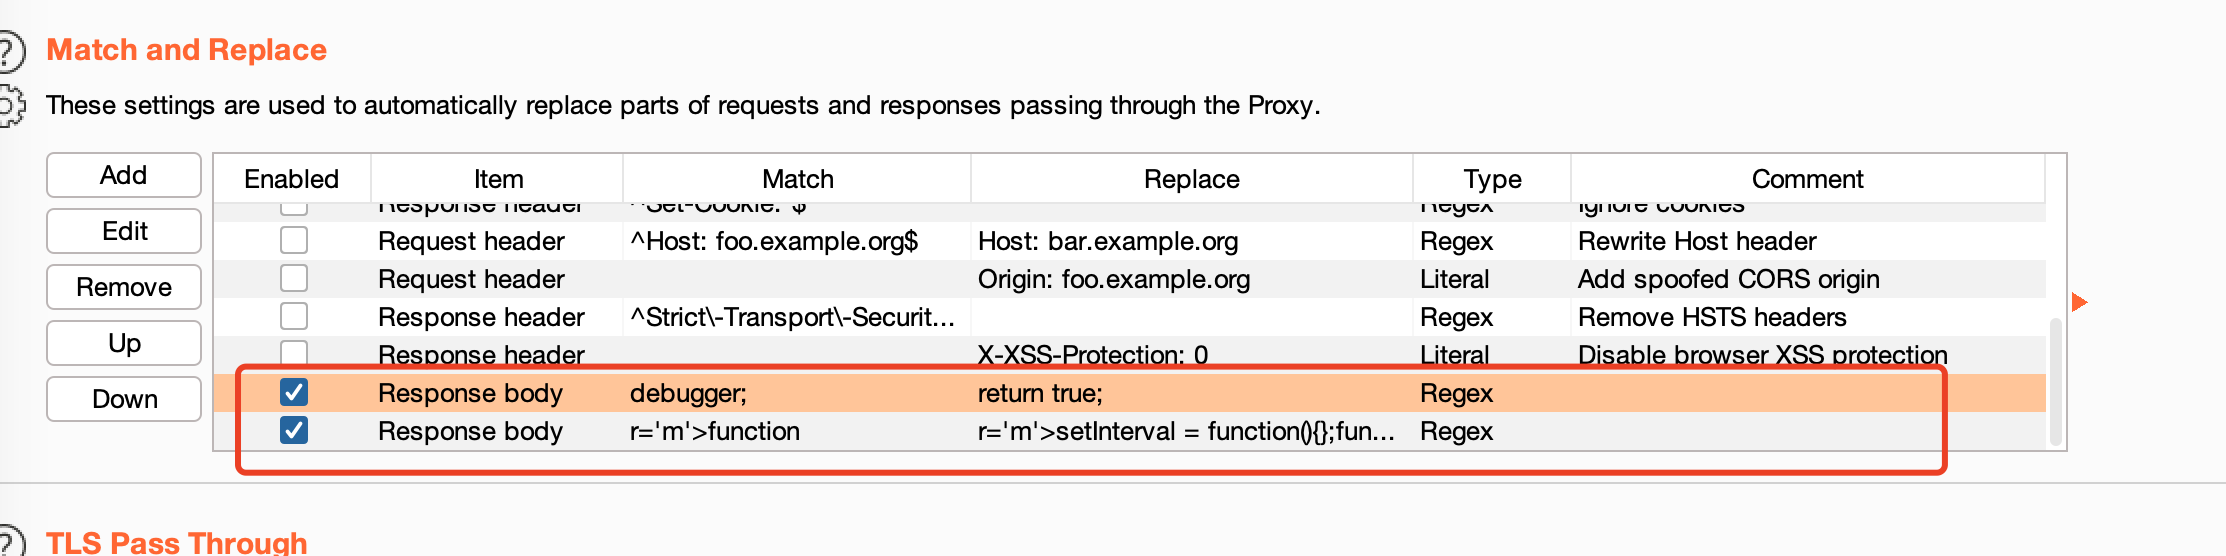 Match and Replace
These settings are used to automatically replace parts of requests and responses passing through the Proxy.
Add
Edit
Remove
Up
Down
Enabled Item Match Replace Type Comment
Response header ^Set-Cookie: $ Regex Ignore cookies
Request header ^Host: foo.example.org$ Host: bar.example.org Regex Rewrite Host header
Request header Origin: foo.example.org Literal Add spoofed CORS origin
Response header ^Strict\-Transport\-Securit... Regex Remove HSTS headers
Response header X-XSS-Protection: 0 Literal Disable browser XSS protection
Response body debugger; return true; Regex
Response body r='m'>function r='m'>setInterval = function(){};fun... Regex
TLS Pass Through